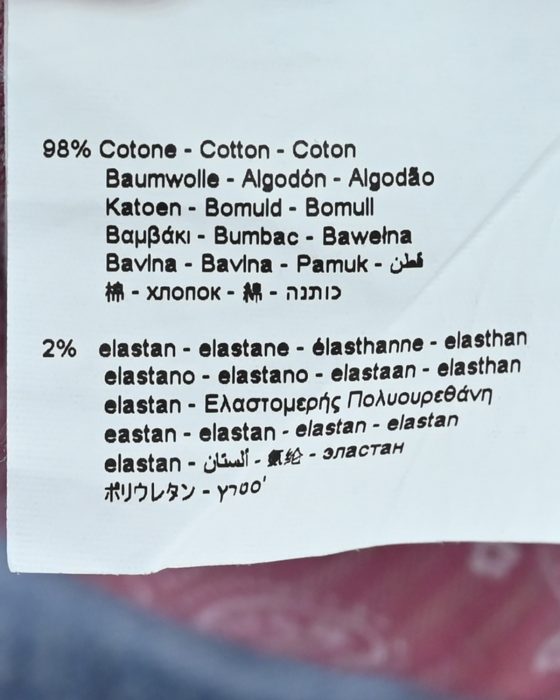 98% Cotone - Cotton - Coton
Baumwolle - Algodón - Algodão
Katoen - Bomuld - Bomull
Βαμβάκι - Bumbac - Bawełna
Bavlna - Bavlna - Pamuk - قطن
棉 - хлопок - 綿 - כותנה
2% elastan - elastane - élasthanne - elasthan
elastano - elastano - elastaan - elasthan
elastan - Ελαστομερής Πολυουρεθάνη
eastan - elastan - elastan - elastan
elastan - ألستان - 氨纶 - эластан
ポリウレタン -